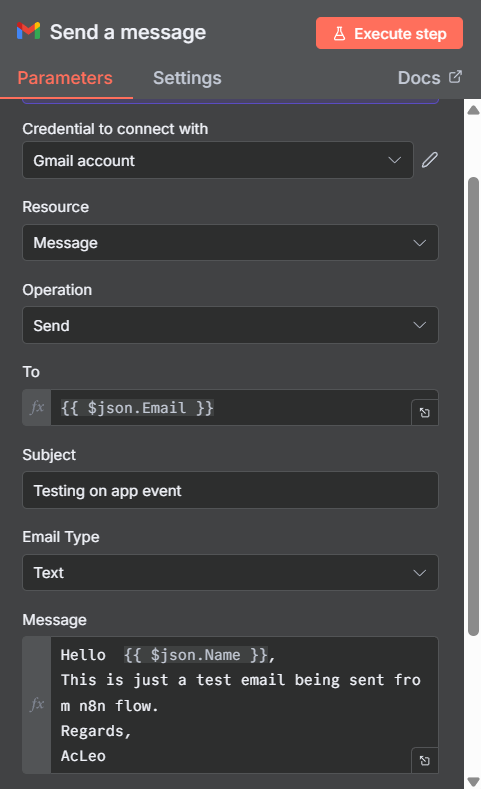 Send a message
Execute step
Parameters
Settings
Docs
Credential to connect with
Gmail account
Resource
Message
Operation
Send
To
fx
{{ $json.Email }}
Subject
Testing on app event
Email Type
Text
Message
fx
Hello  {{ $json.Name }},
This is just a test email being sent fro
m n8n flow.
Regards,
AcLeo